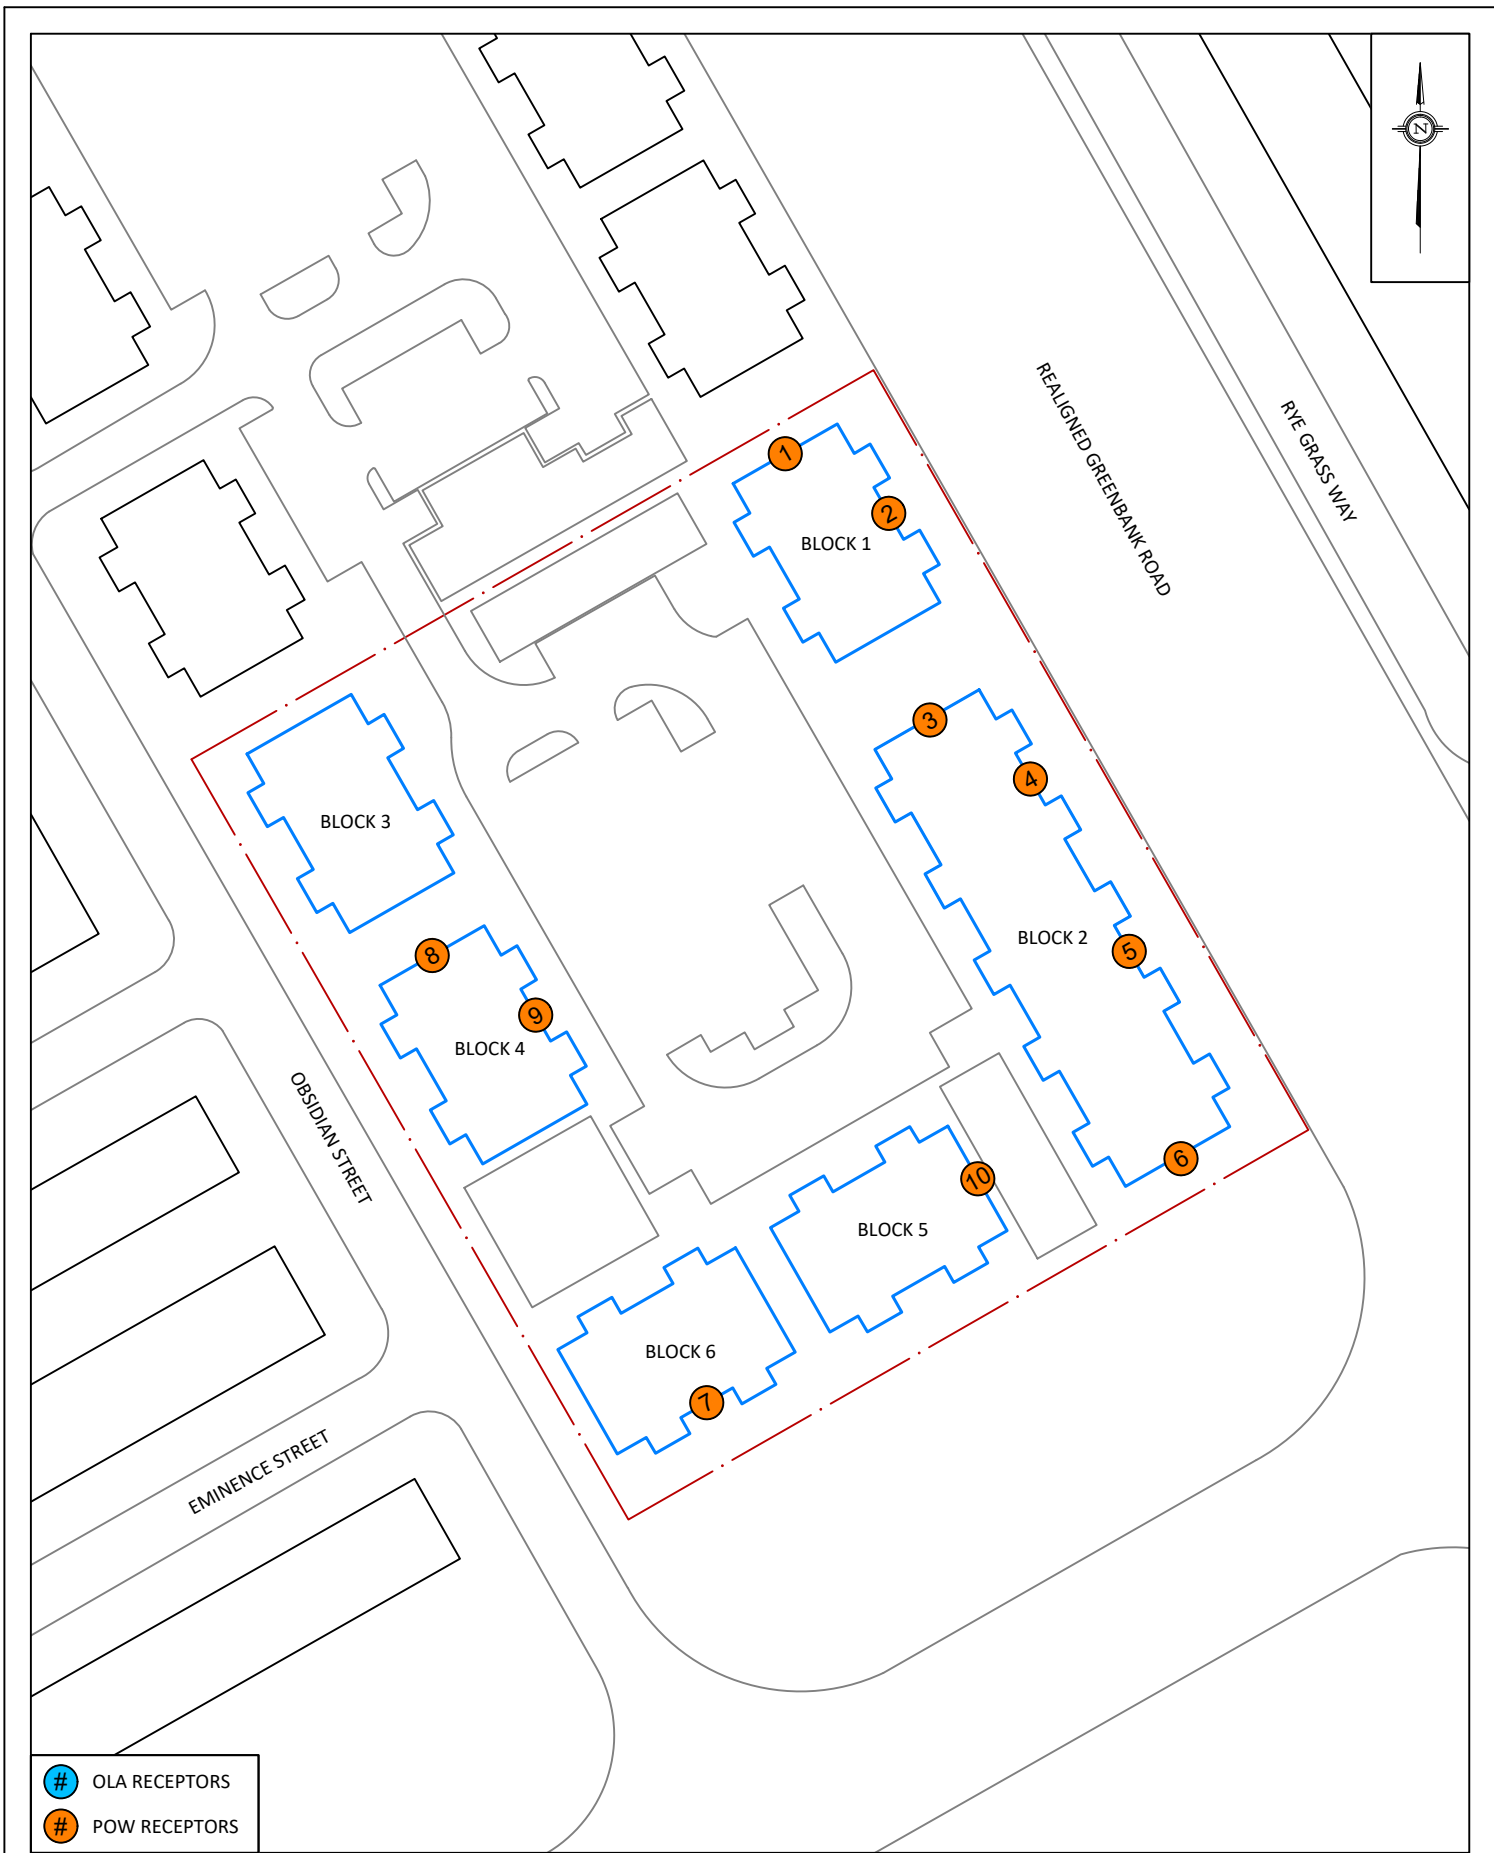 N
REALIGNED GREENBANK ROAD
RYE GRASS WAY
1
2
BLOCK 1
3
4
BLOCK 3
BLOCK 2
5
8
9
BLOCK 4
OBSIDIAN STREET
6
10
BLOCK 5
BLOCK 6
7
EMINENCE STREET
# OLA RECEPTORS
# POW RECEPTORS